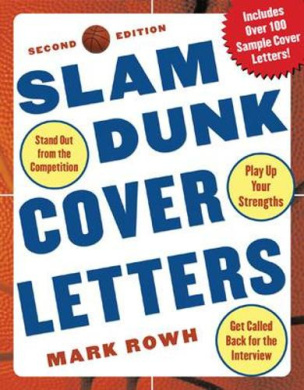 Includes
Over 100
Sample Cover
Letters!
SECOND EDITION
SLAM
DUNK
COVER
LETTERS
Stand Out
from the
Competition
Play Up
Your
Strengths
Get Called
Back for the
Interview
MARK ROWH